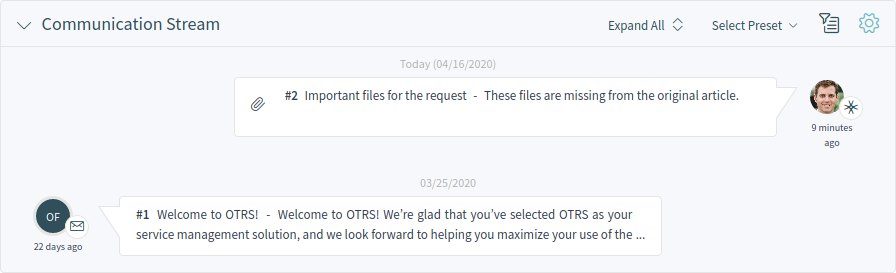 Communication Stream
Expand All
Select Preset
Today (04/16/2020)
#2 Important files for the request - These files are missing from the original article.
9 minutes
ago
03/25/2020
OF
22 days ago
#1 Welcome to OTRS! - Welcome to OTRS! We're glad that you've selected OTRS as your
service management solution, and we look forward to helping you maximize your use of the ...